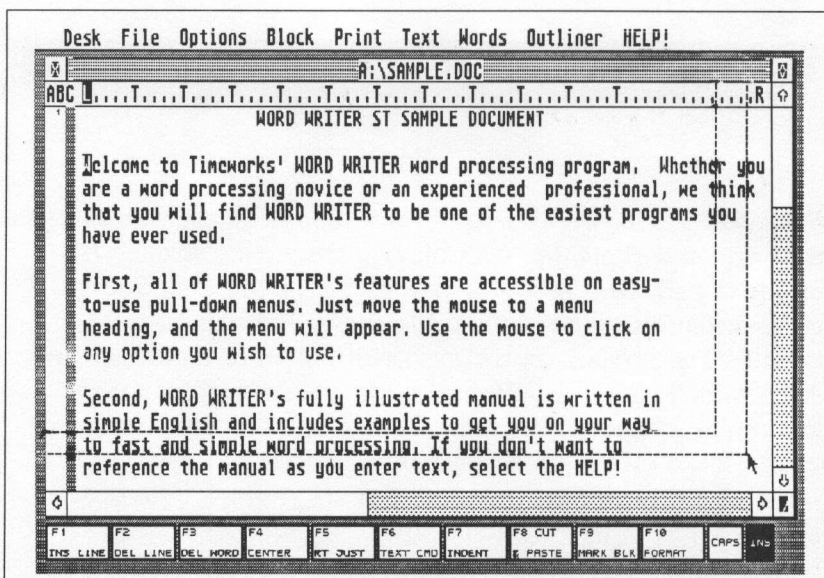 Desk File Options Block Print Text Words Outliner HELP!
A:\SAMPLE.DOC
ABC L....T....T....T....T....T....T....T....T....T....T....T..............R
1
WORD WRITER ST SAMPLE DOCUMENT
Welcome to Timeworks' WORD WRITER word processing program. Whether you
are a word processing novice or an experienced professional, we think
that you will find WORD WRITER to be one of the easiest programs you
have ever used.
First, all of WORD WRITER's features are accessible on easy-
to-use pull-down menus. Just move the mouse to a menu
heading, and the menu will appear. Use the mouse to click on
any option you wish to use.
Second, WORD WRITER's fully illustrated manual is written in
simple English and includes examples to get you on your way
to fast and simple word processing. If you don't want to
reference the manual as you enter text, select the HELP!
F1 F2 F3 F4 F5 F6 F7 F8 CUT F9 F10 CAPS INS
INS LINE DEL LINE DEL WORD CENTER RT JUST TEXT CMD INDENT & PASTE MARK BLK FORMAT